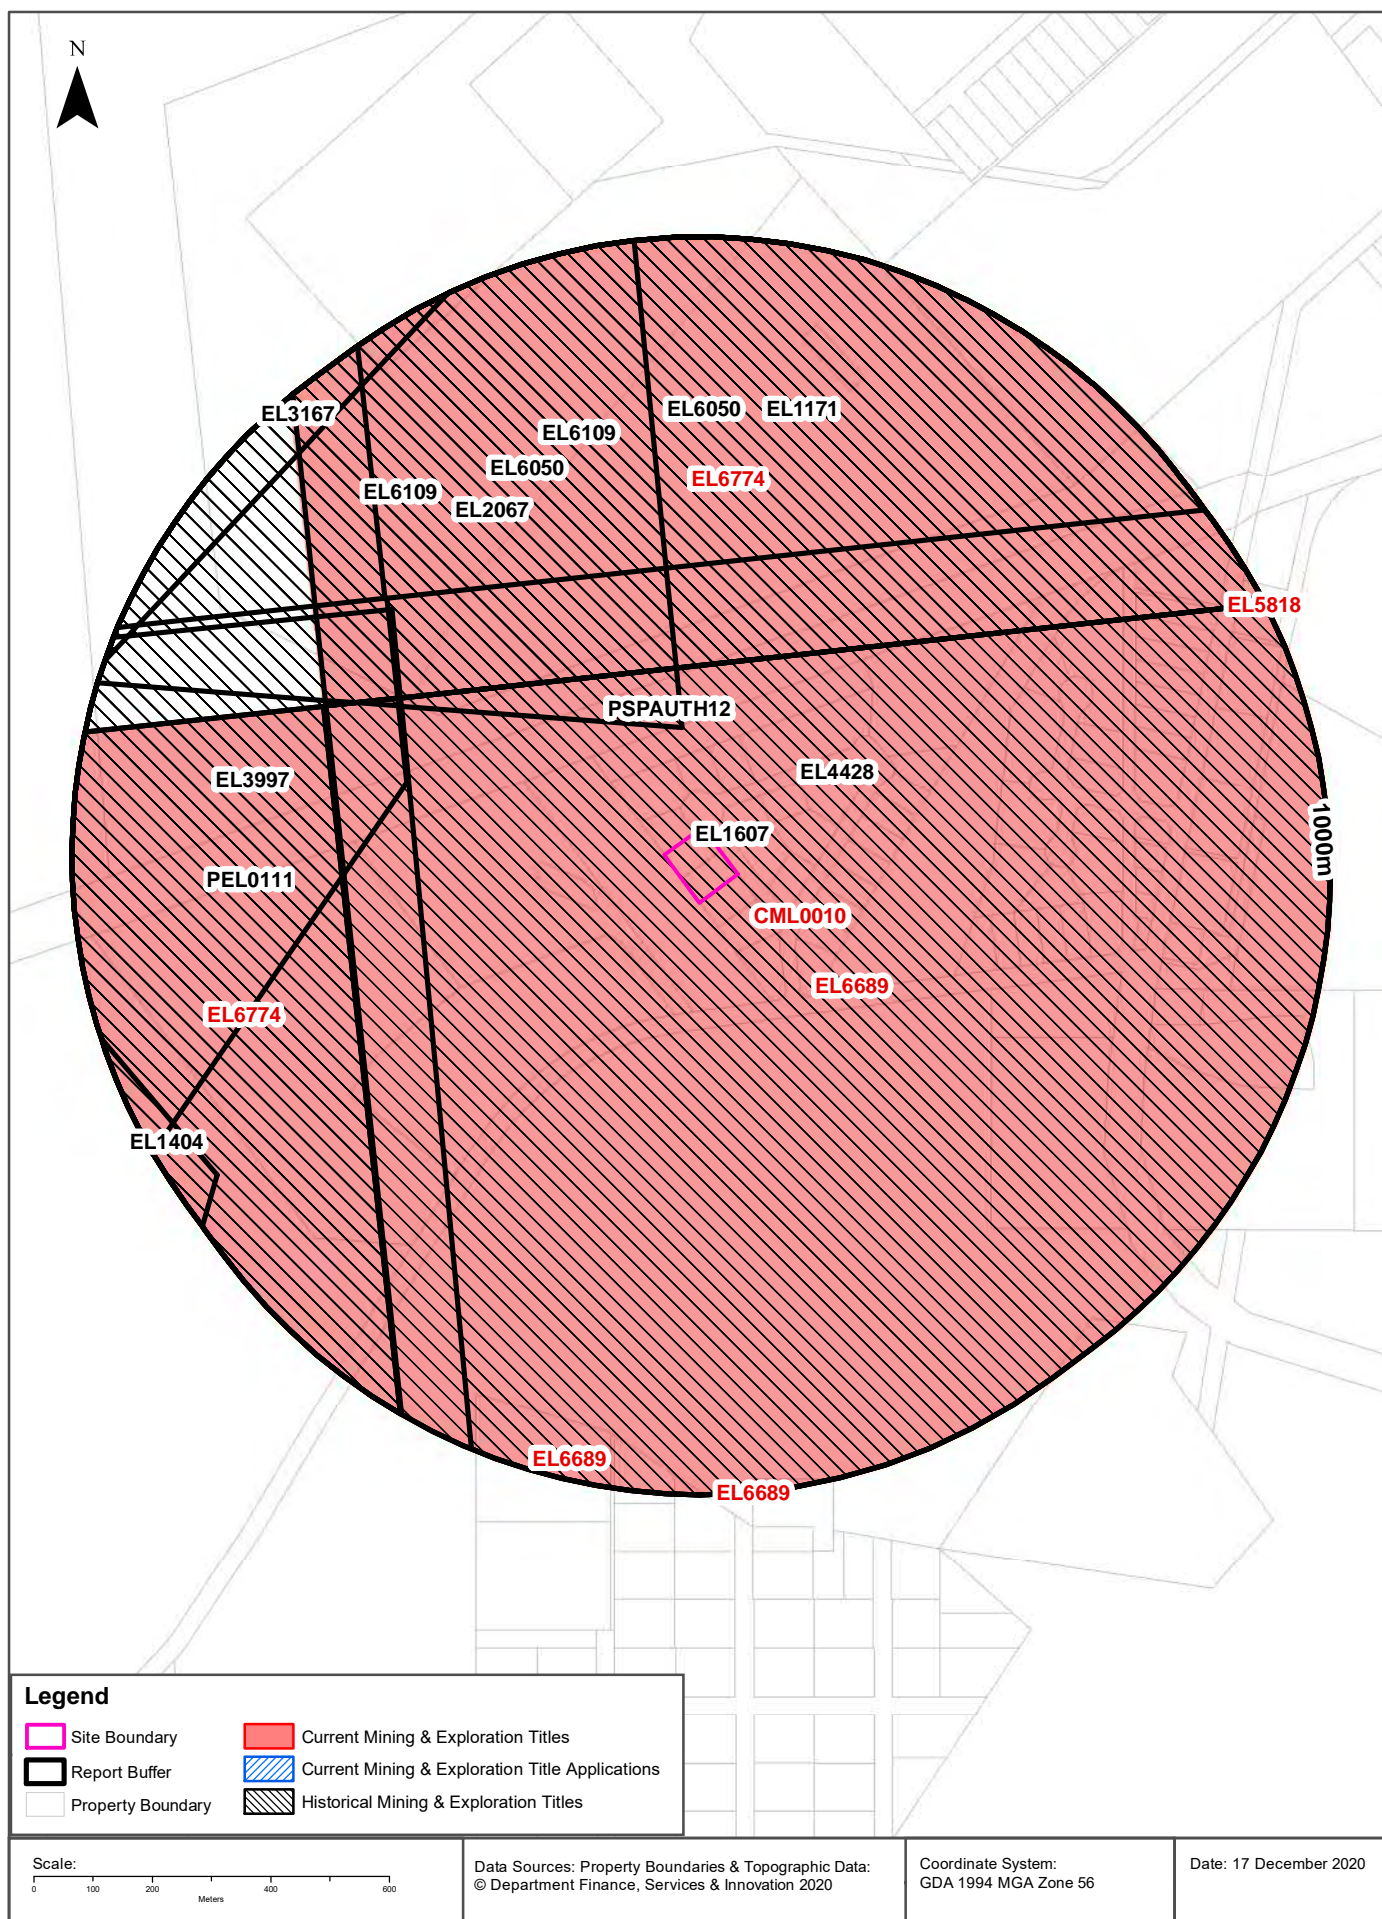 N
EL3167
EL6109
EL6050
EL1171
EL6109
EL6050
EL2067
EL6774
EL5818
PSPAUTH12
EL3997
EL4428
EL1607
1000m
PEL0111
CML0010
EL6689
EL6774
EL1404
EL6689
EL6689
Legend
Site Boundary
Report Buffer
Property Boundary
Current Mining & Exploration Titles
Current Mining & Exploration Title Applications
Historical Mining & Exploration Titles
Scale:
0 100 200 400 600
Meters
Data Sources: Property Boundaries & Topographic Data:
© Department Finance, Services & Innovation 2020
Coordinate System:
GDA 1994 MGA Zone 56
Date: 17 December 2020